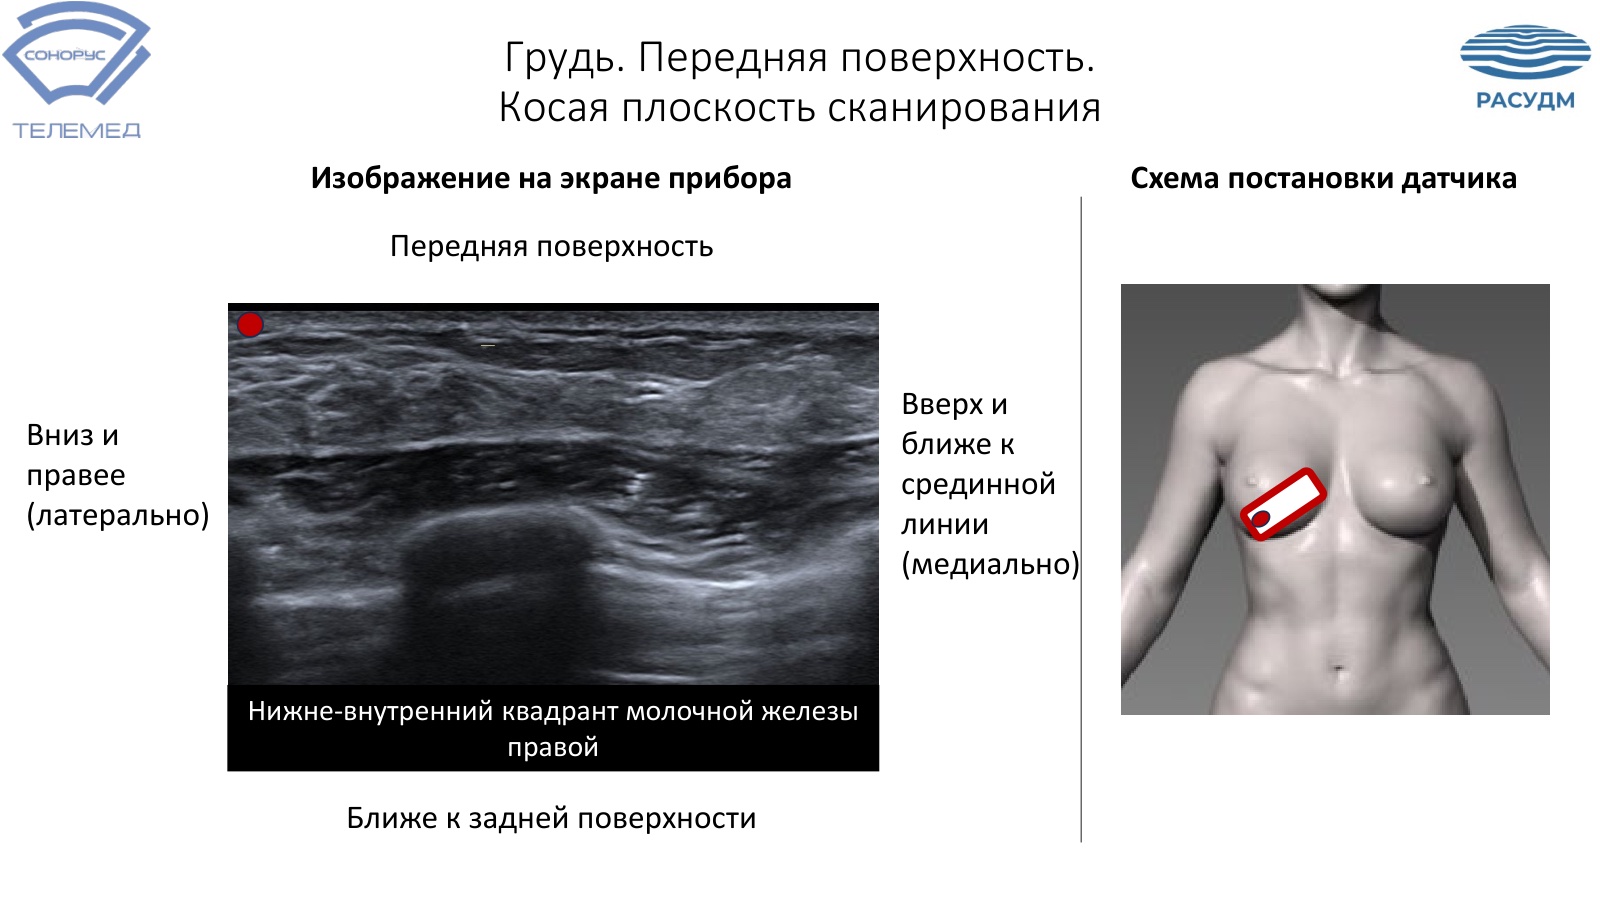 СОНОРУС
ТЕЛЕМЕД
Грудь. Передняя поверхность.
Косая плоскость сканирования
РАСУДМ
Изображение на экране прибора
Схема постановки датчика
Передняя поверхность
Вниз и
правее
(латерально)
Вверх и
ближе к
срединной
линии
(медиально)
Нижне-внутренний квадрант молочной железы
правой
Ближе к задней поверхности